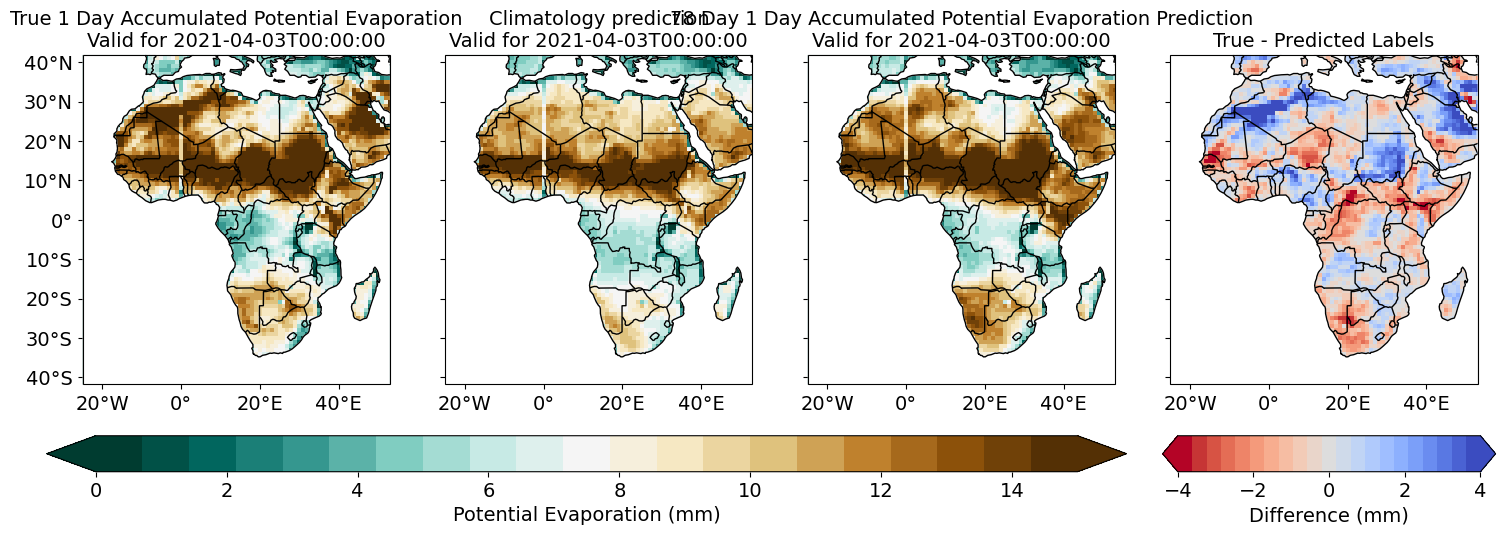 True 1 Day Accumulated Potential Evaporation
Valid for 2021-04-03T00:00:00
Climatology prediction
Valid for 2021-04-03T00:00:00
78 Day 1 Day Accumulated Potential Evaporation Prediction
Valid for 2021-04-03T00:00:00
True - Predicted Labels
40°N
30°N
20°N
10°N
0°
10°S
20°S
30°S
40°S
20°W 0° 20°E 40°E
20°W 0° 20°E 40°E
20°W 0° 20°E 40°E
20°W 0° 20°E 40°E
0 2 4 6 8 10 12 14
Potential Evaporation (mm)
−4 −2 0 2 4
Difference (mm)